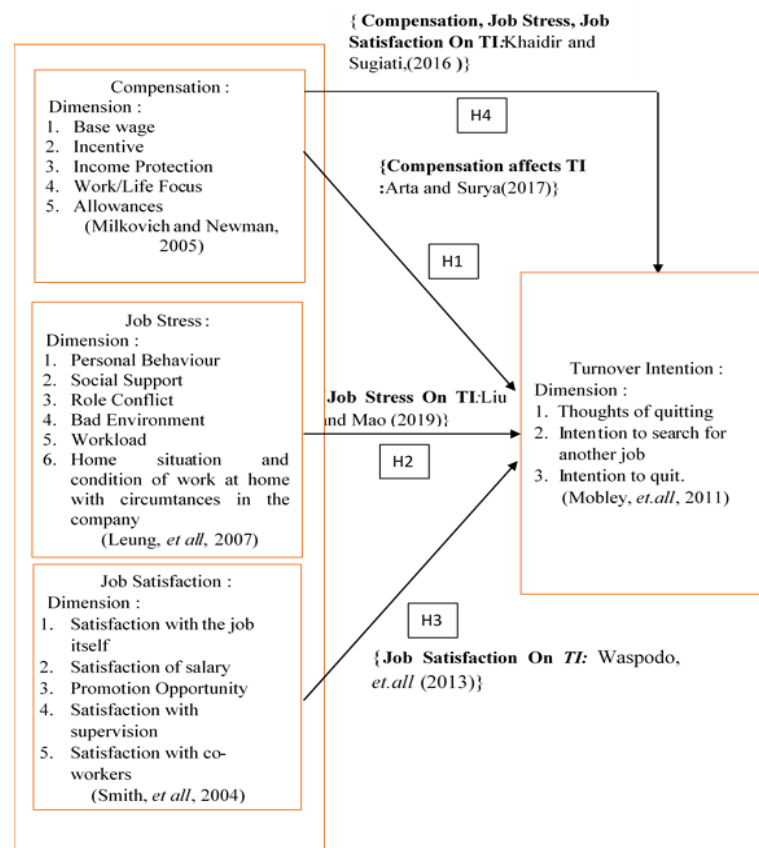 { Compensation, Job Stress, Job
Satisfaction On TI:Khaidir and
Sugiati,(2016 )}
Compensation :
Dimension :
1. Base wage
2. Incentive
3. Income Protection
4. Work/Life Focus
5. Allowances
(Milkovich and Newman,
2005)
H4
{Compensation affects TI
:Arta and Surya(2017)}
H1
Job Stress :
Dimension :
1. Personal Behaviour
2. Social Support
3. Role Conflict
4. Bad Environment
5. Workload
6. Home situation and
condition of work at home
with circumtances in the
company
(Leung, et all, 2007)
Job Stress On TI:Liu
and Mao (2019)}
H2
Turnover Intention :
Dimension :
1. Thoughts of quitting
2. Intention to search for
another job
3. Intention to quit.
(Mobley, et.all, 2011)
Job Satisfaction :
Dimension :
1. Satisfaction with the job
itself
2. Satisfaction of salary
3. Promotion Opportunity
4. Satisfaction with
supervision
5. Satisfaction with co-
workers
(Smith, et all, 2004)
H3
{Job Satisfaction On TI: Waspodo,
et.all (2013)}